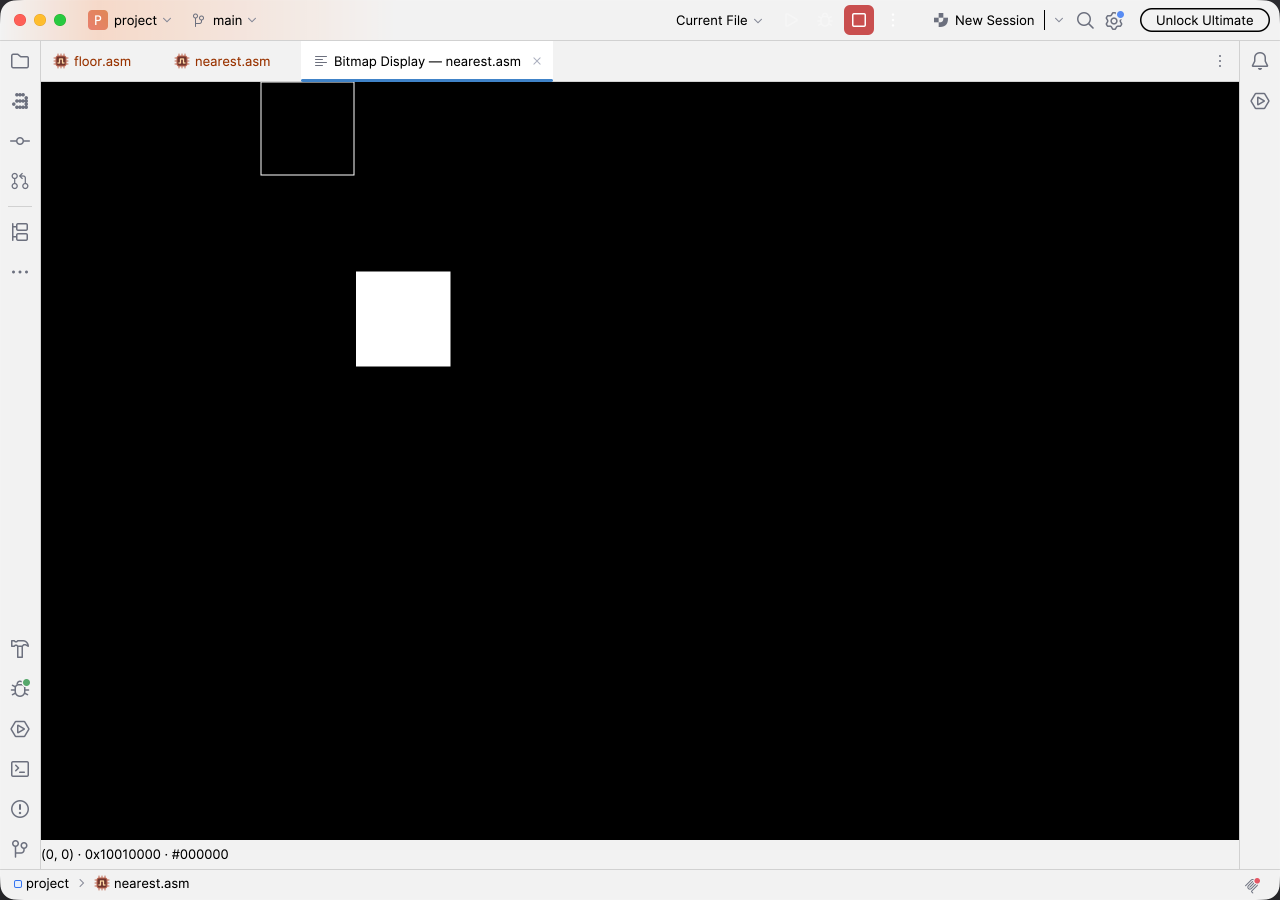 P project main Current File New Session Unlock Ultimate
floor.asm nearest.asm Bitmap Display — nearest.asm
(0, 0) · 0x10010000 · #000000
project nearest.asm